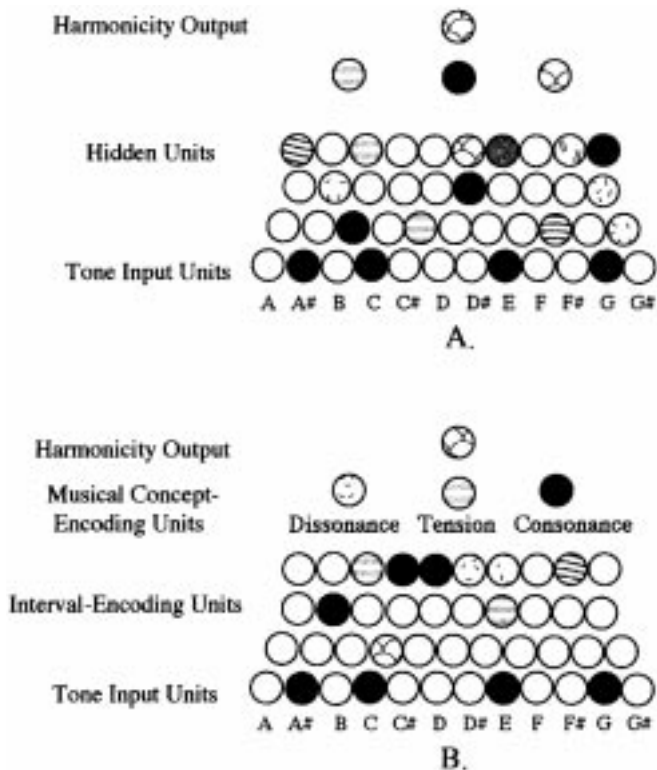 Harmonicity Output
Hidden Units
Tone Input Units
A A# B C C# D D# E F F# G G#
A.
Harmonicity Output
Musical Concept-
Encoding Units
Dissonance Tension Consonance
Interval-Encoding Units
Tone Input Units
A A# B C C# D D# E F F# G G#
B.